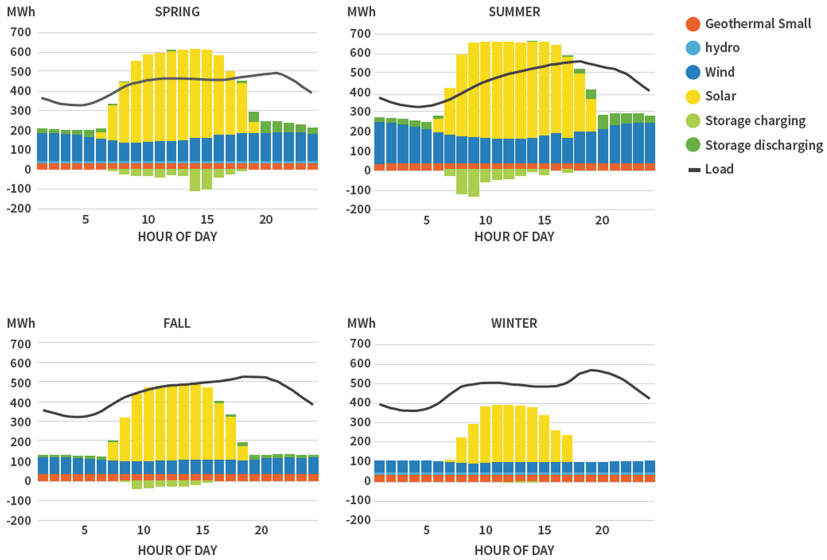 MWh SPRING
700
600
500
400
300
200
100
0
-100
-200
5 10 15 20
HOUR OF DAY
MWh SUMMER
700
600
500
400
300
200
100
0
-100
-200
5 10 15 20
HOUR OF DAY
Geothermal Small
hydro
Wind
Solar
Storage charging
Storage discharging
Load
MWh FALL
700
600
500
400
300
200
100
0
-100
-200
5 10 15 20
HOUR OF DAY
MWh WINTER
700
600
500
400
300
200
100
0
-100
-200
5 10 15 20
HOUR OF DAY